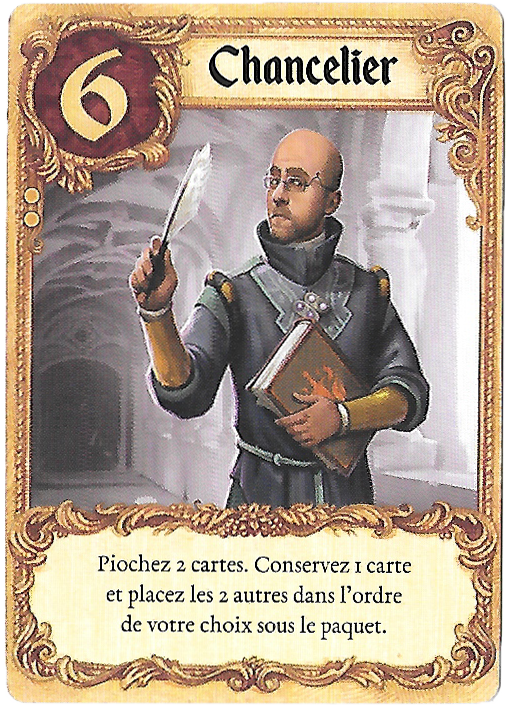 6
Chancelier
Piochez 2 cartes. Conservez 1 carte
et placez les 2 autres dans l’ordre
de votre choix sous le paquet.